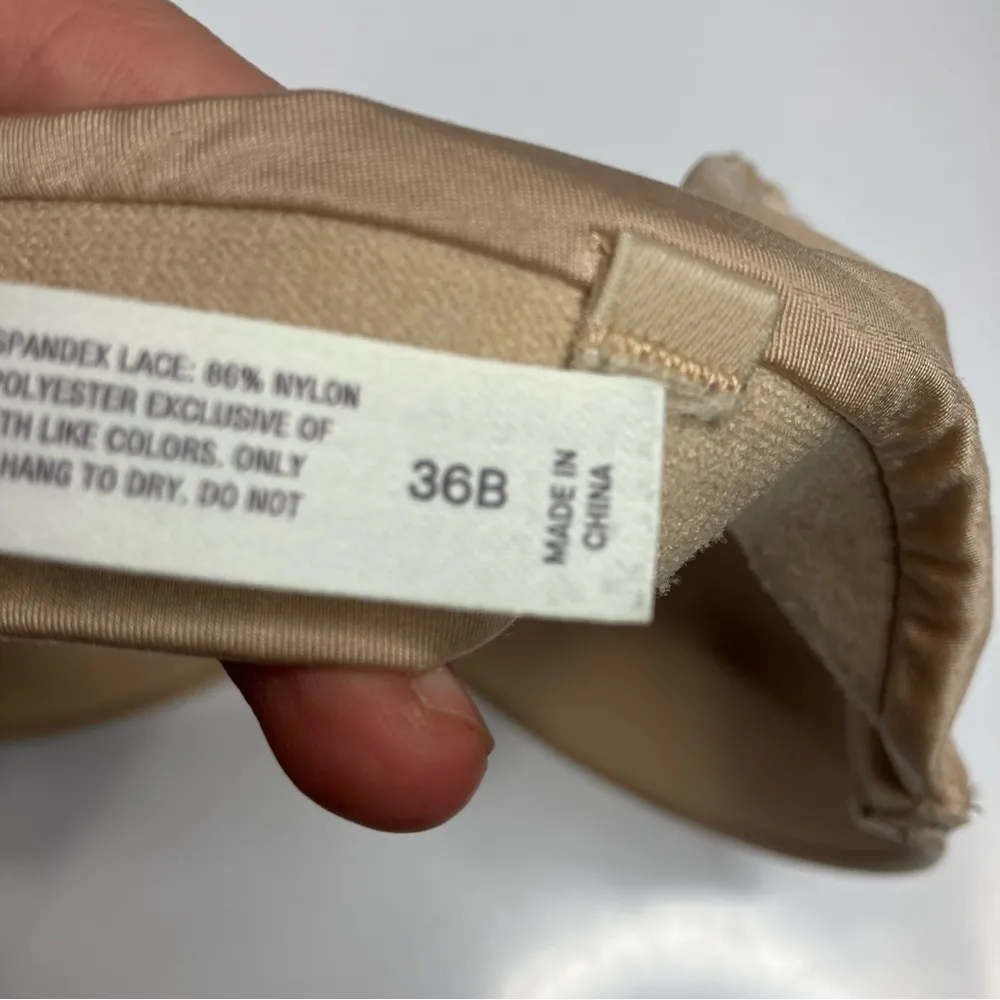 SPANDEX LACE: 86% NYLON
POLYESTER EXCLUSIVE OF
TH LIKE COLORS. ONLY
HANG TO DRY. DO NOT
36B
MADE IN
CHINA